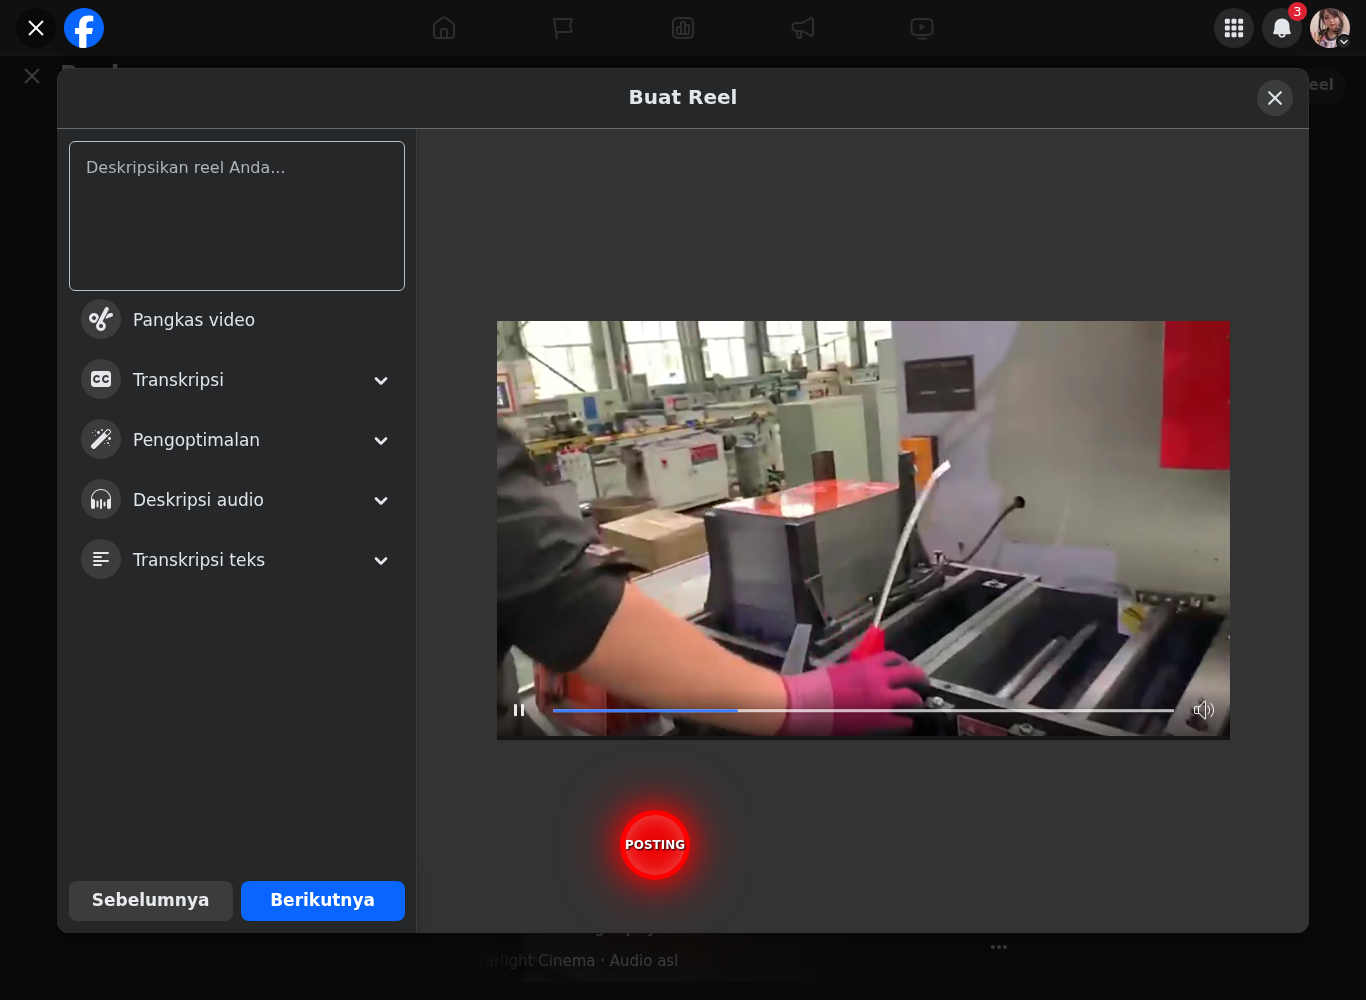 3
eel
Buat Reel
Deskripsikan reel Anda...
Pangkas video
Transkripsi
Pengoptimalan
Deskripsi audio
Transkripsi teks
POSTING
Sebelumnya
Berikutnya
arlight Cinema · Audio asl